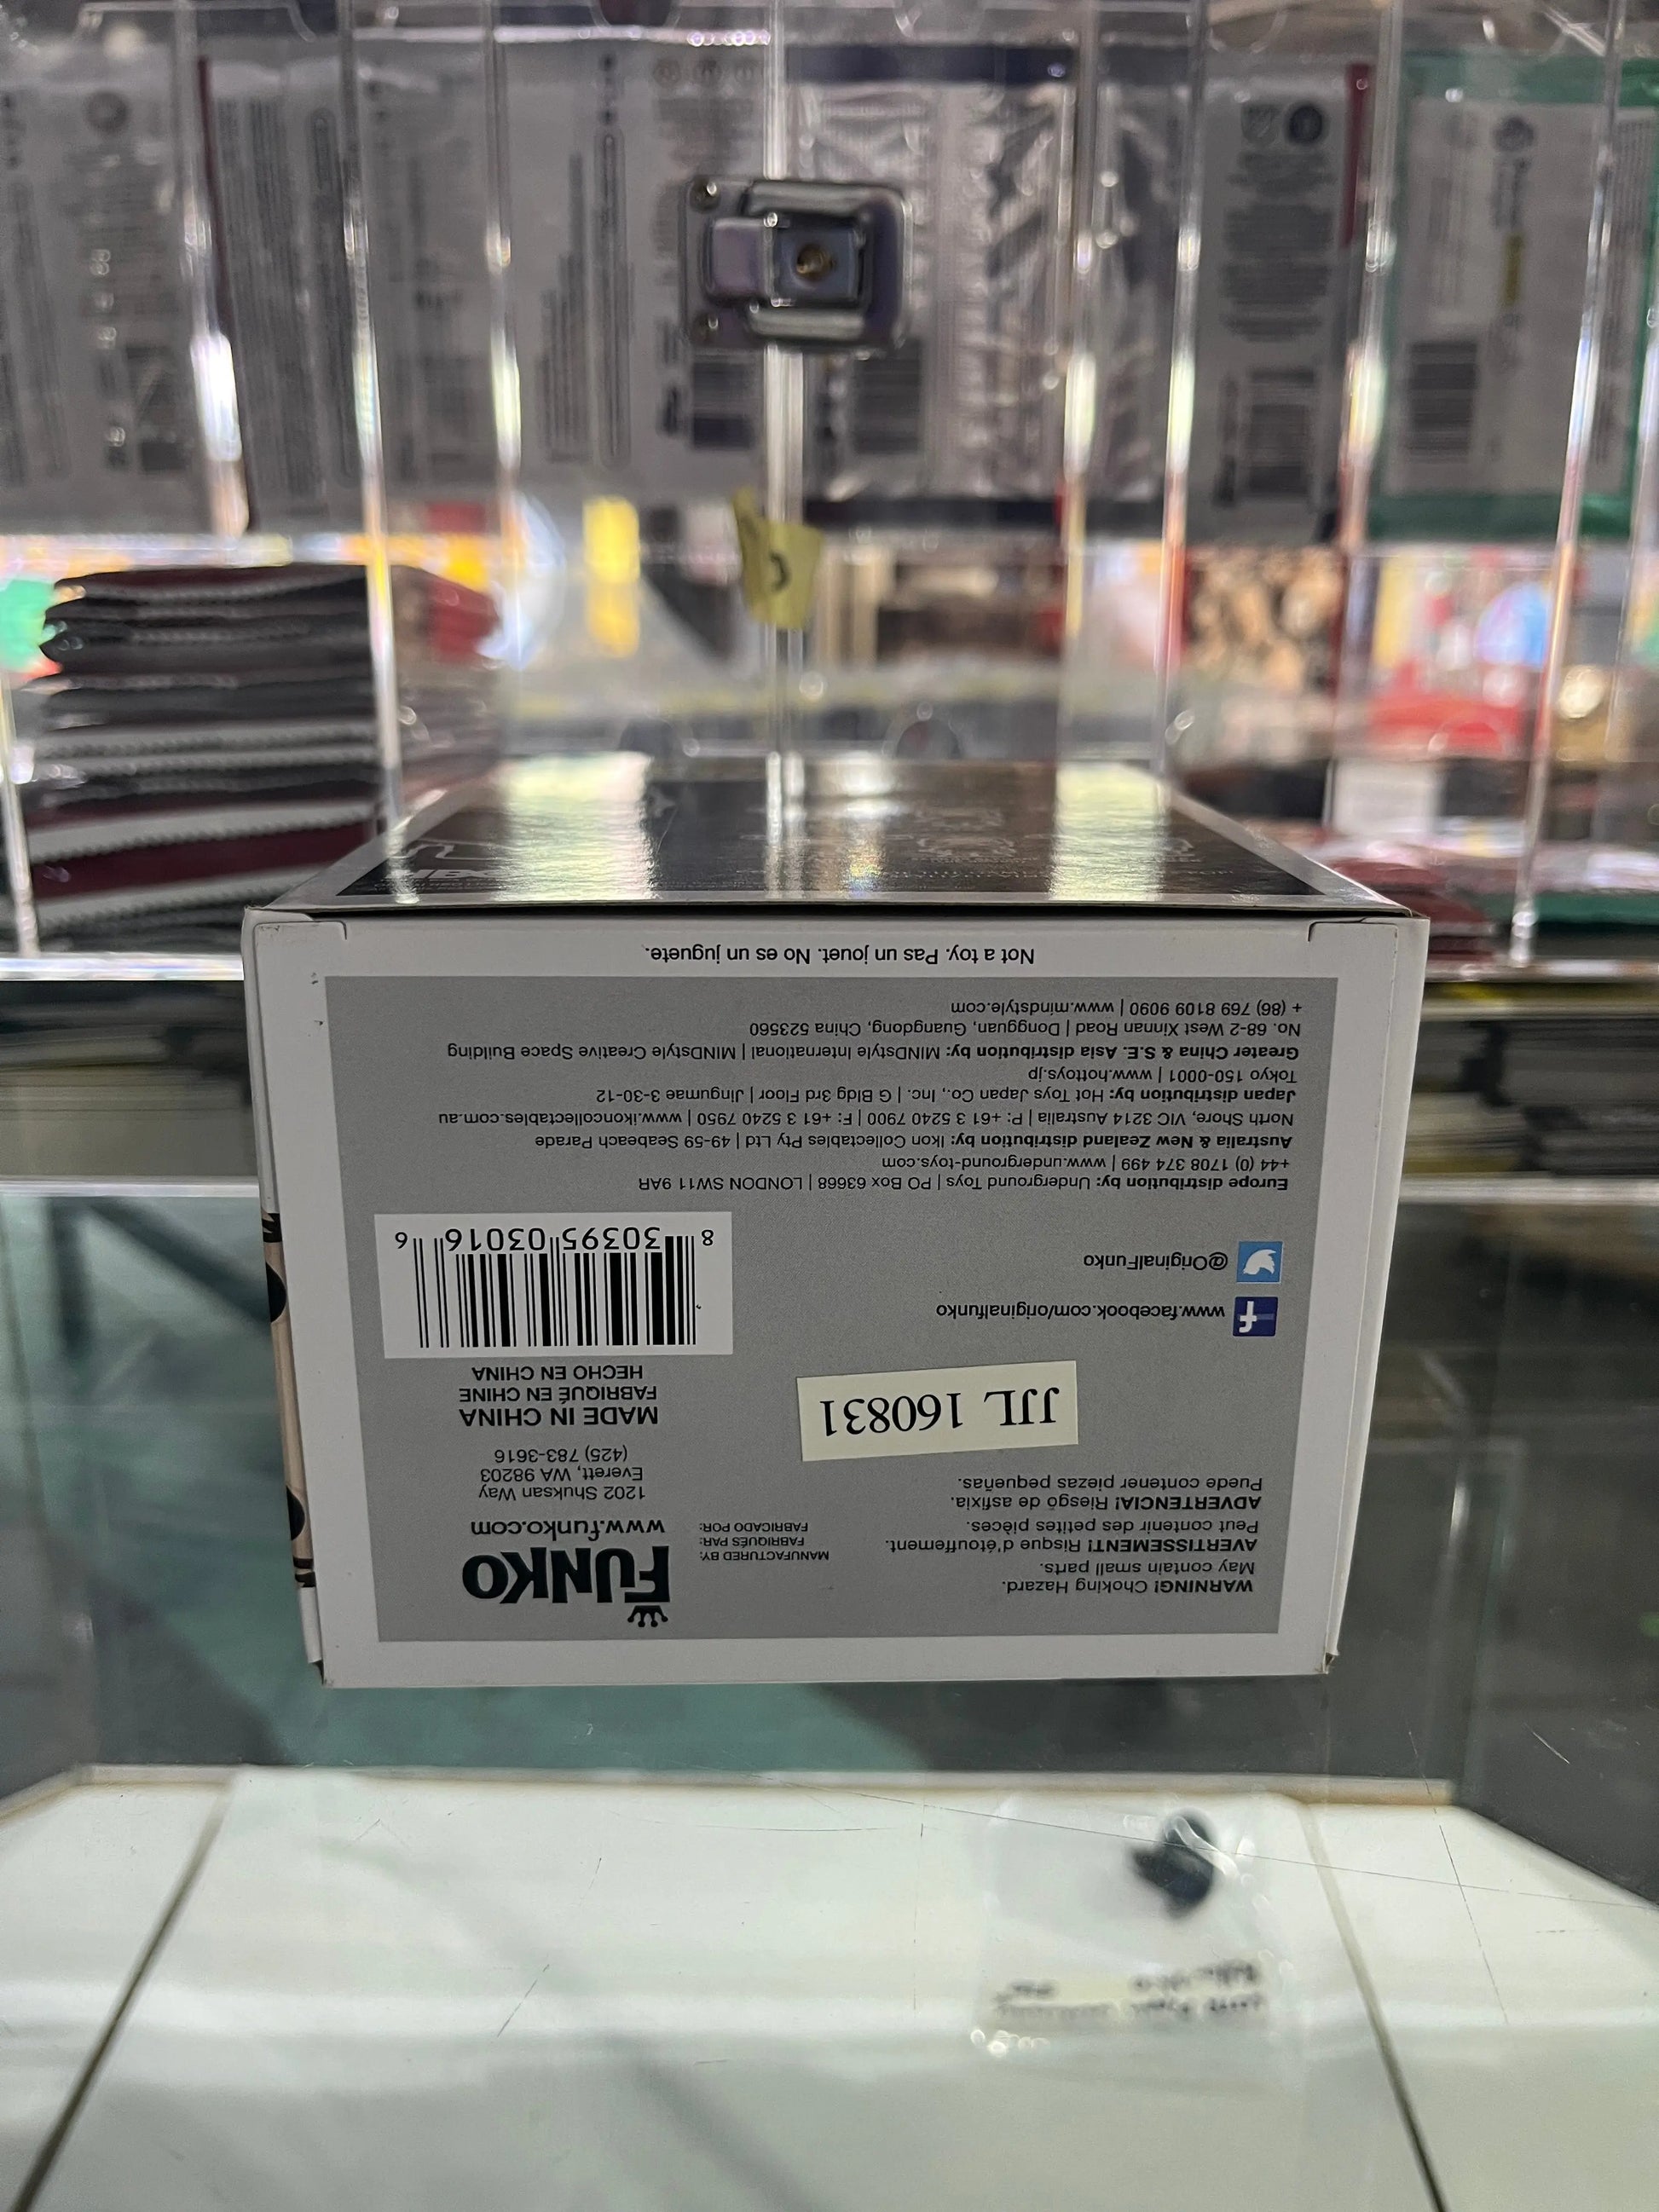 FUNKO
www.funko.com
1202 Shuksan Way
Everett, WA 98203
(425) 783-3616
MADE IN CHINA
FABRIQUÉ EN CHINE
HECHO EN CHINA
8 30395 03016 6
MANUFACTURED BY:
FABRIQUÉS PAR:
FABRICADO POR:
WARNING! Choking Hazard.
May contain small parts.
AVERTISSEMENT! Risque d'étouffement.
Peut contenir des petites pièces.
ADVERTENCIA! Riesgo de asfixia.
Puede contener piezas pequeñas.
JJL 160831
www.facebook.com/originalfunko
@OriginalFunko
Europe distribution by: Underground Toys | PO Box 63668 | LONDON SW11 9AR
+44 (0) 1708 374 499 | www.underground-toys.com
Australia & New Zealand distribution by: Ikon Collectables Pty Ltd | 49-59 Seabeach Parade
North Shore, VIC 3214 Australia | P: +61 3 5240 7900 | F: +61 3 5240 7950 | www.ikoncollectables.com.au
Japan distribution by: Hot Toys Japan Co., Inc. | G Bldg 3rd Floor | Jingumae 3-30-12
Tokyo 150-0001 | www.hottoys.jp
Greater China & S.E. Asia distribution by: MINDstyle International | MINDstyle Creative Space Building
No. 68-2 West Xinnan Road | Dongguan, Guangdong, China 523560
+ (86) 769 8109 9090 | www.mindstyle.com
Not a toy. Pas un jouet. No es un juguete.